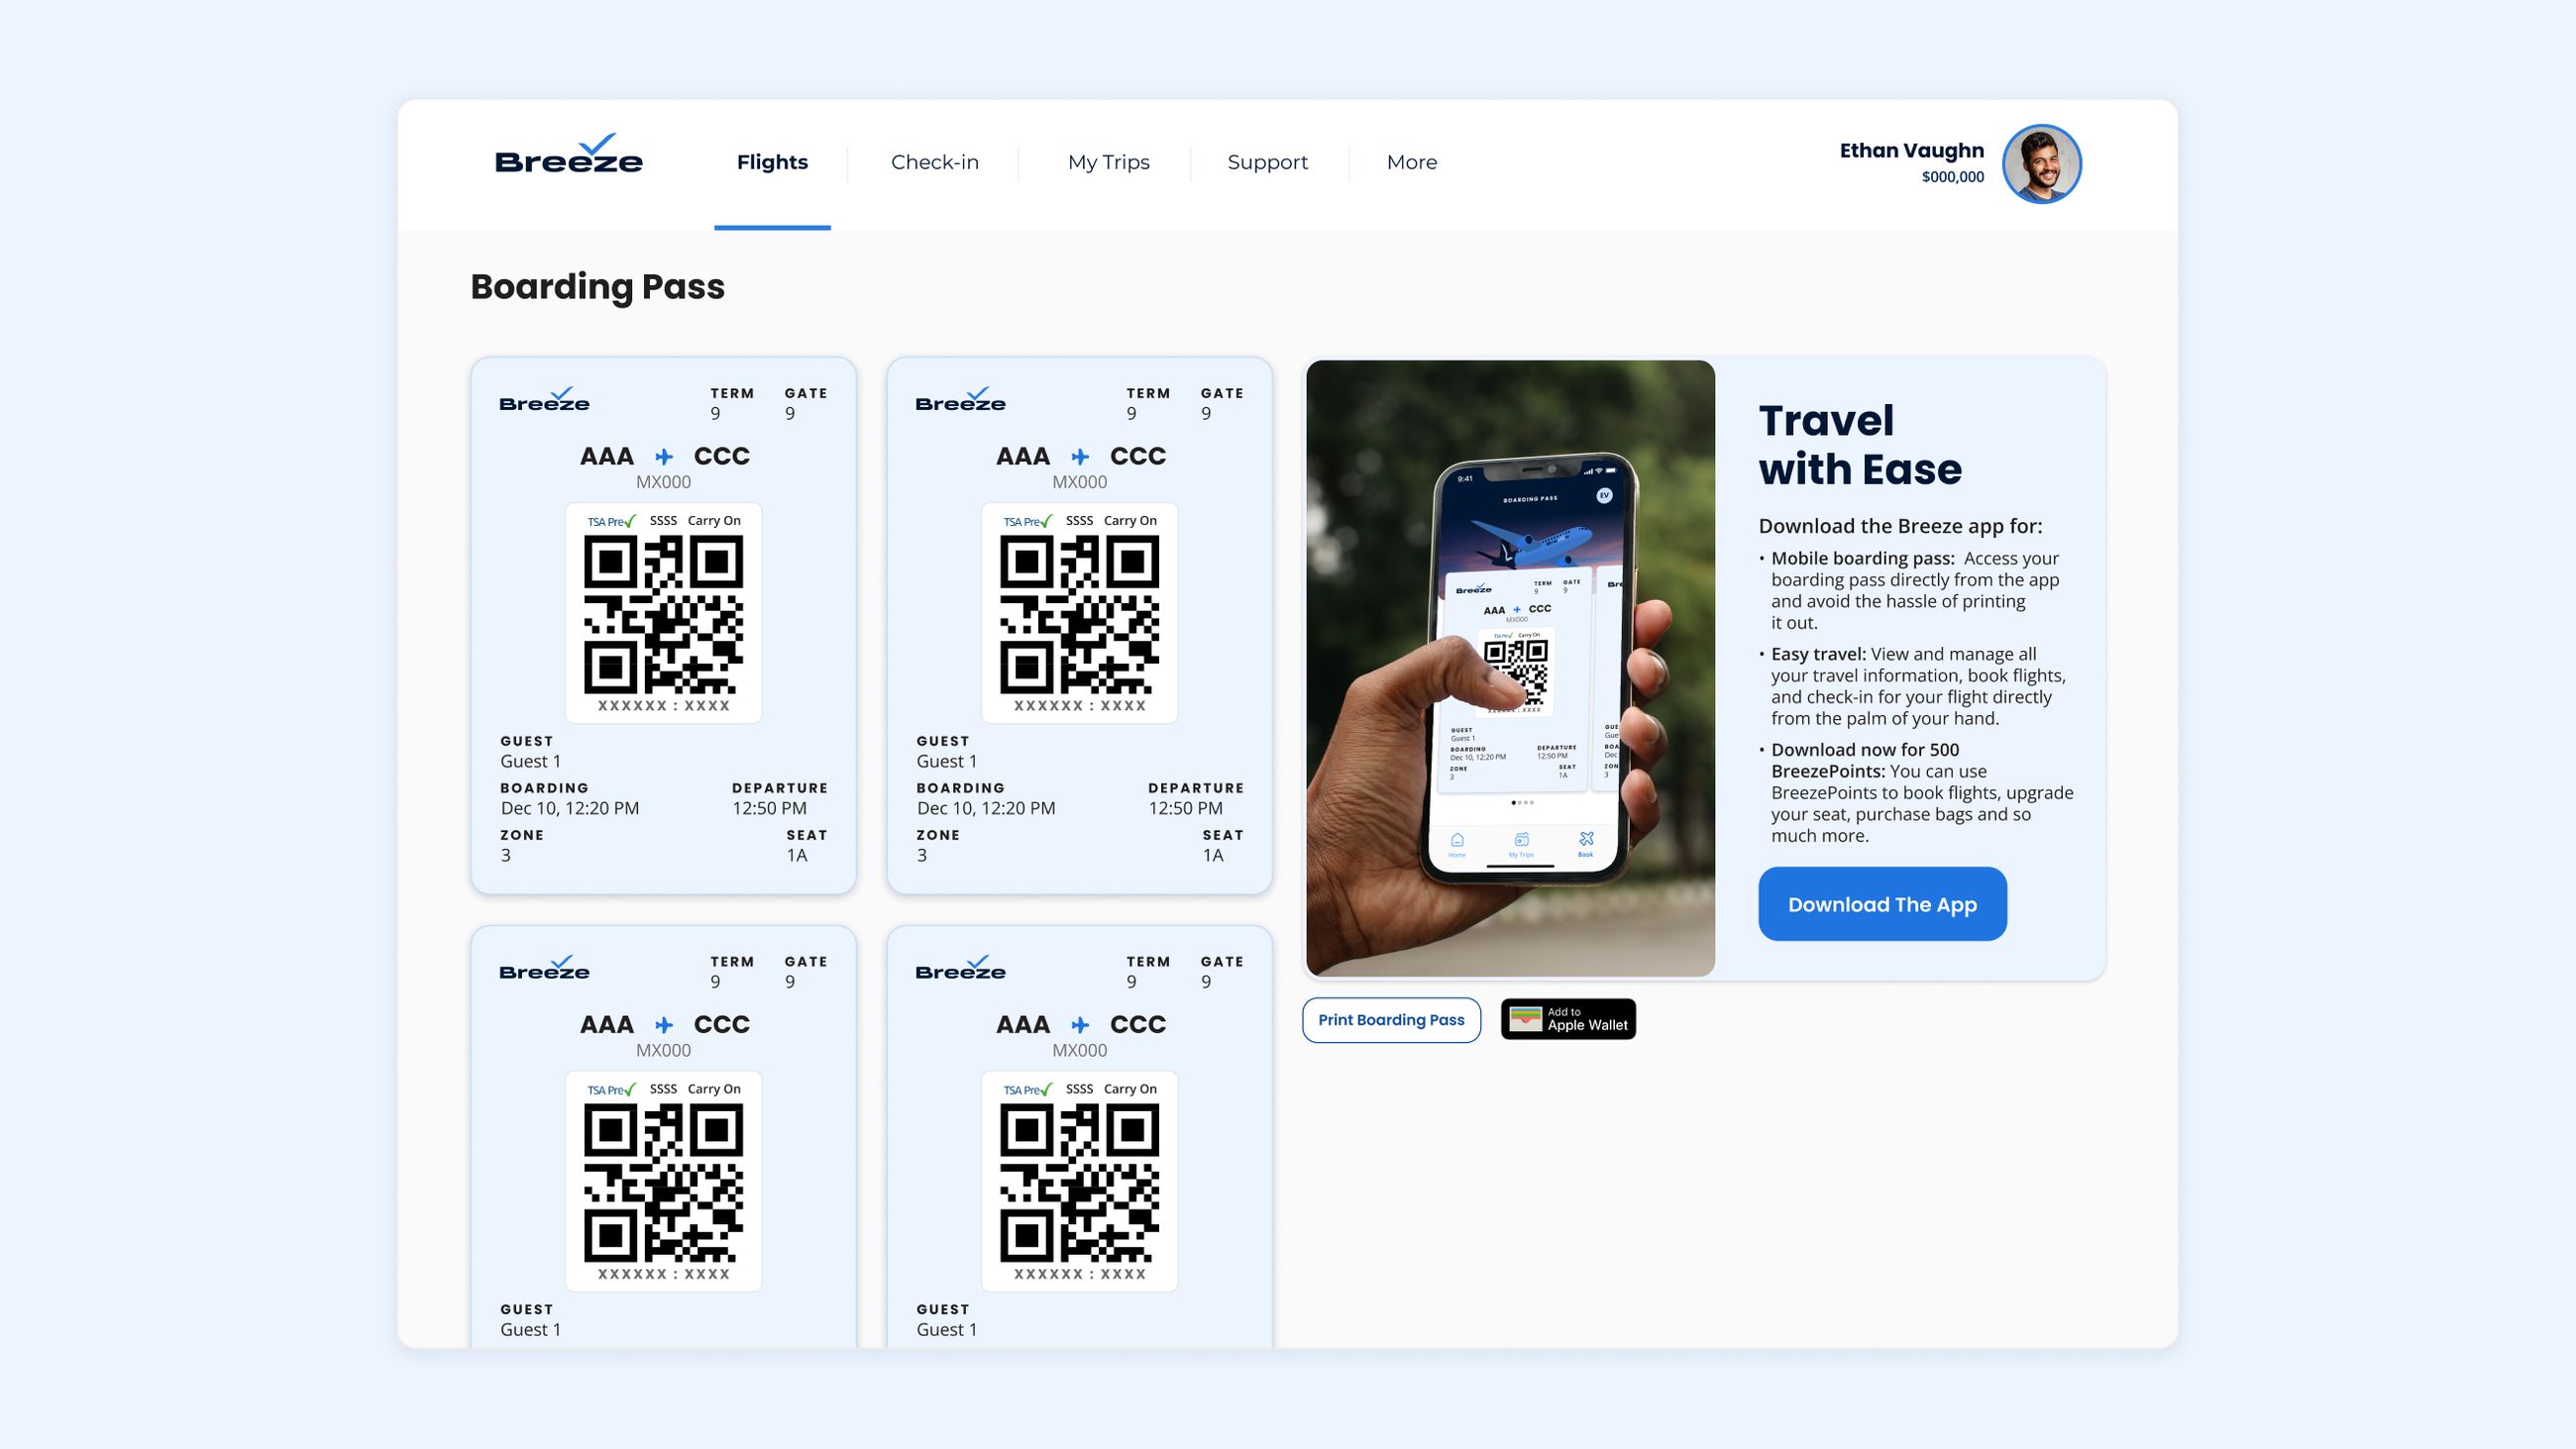 Breeze
Flights
Check-in
My Trips
Support
More
Ethan Vaughn
$000,000
Boarding Pass
Breeze
TERM GATE
9 9
AAA CCC
MX000
TSA Pre SSSS Carry On
XXXXXX : XXXX
GUEST
Guest 1
BOARDING DEPARTURE
Dec 10, 12:20 PM 12:50 PM
ZONE SEAT
3 1A
Breeze
TERM GATE
9 9
AAA CCC
MX000
TSA Pre SSSS Carry On
XXXXXX : XXXX
GUEST
Guest 1
BOARDING DEPARTURE
Dec 10, 12:20 PM 12:50 PM
ZONE SEAT
3 1A
Breeze
TERM GATE
9 9
AAA CCC
MX000
TSA Pre SSSS Carry On
XXXXXX : XXXX
GUEST
Guest 1
Breeze
TERM GATE
9 9
AAA CCC
MX000
TSA Pre SSSS Carry On
XXXXXX : XXXX
GUEST
Guest 1
9:41
BOARDING PASS
EV
Breeze
TERM GATE
9 9
AAA CCC
MX000
TSA Pre Carry On
GUEST
Guest 1
BOARDING DEPARTURE
Dec 10, 12:20 PM 12:50 PM
ZONE SEAT
3 1A
Home
My Trips
Book
Travel
with Ease
Download the Breeze app for:
• Mobile boarding pass: Access your
boarding pass directly from the app
and avoid the hassle of printing
it out.
• Easy travel: View and manage all
your travel information, book flights,
and check-in for your flight directly
from the palm of your hand.
• Download now for 500
BreezePoints: You can use
BreezePoints to book flights, upgrade
your seat, purchase bags and so
much more.
Download The App
Print Boarding Pass
Add to
Apple Wallet